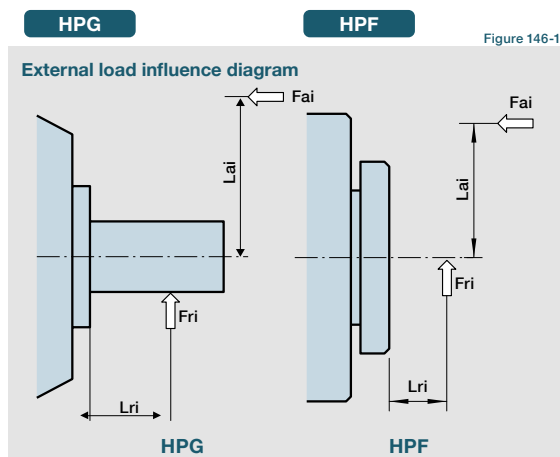 HPG
HPF
Figure 146-1
External load influence diagram
Fai
Lai
Fri
Lri
HPG
Fai
Lai
Fri
Lri
HPF